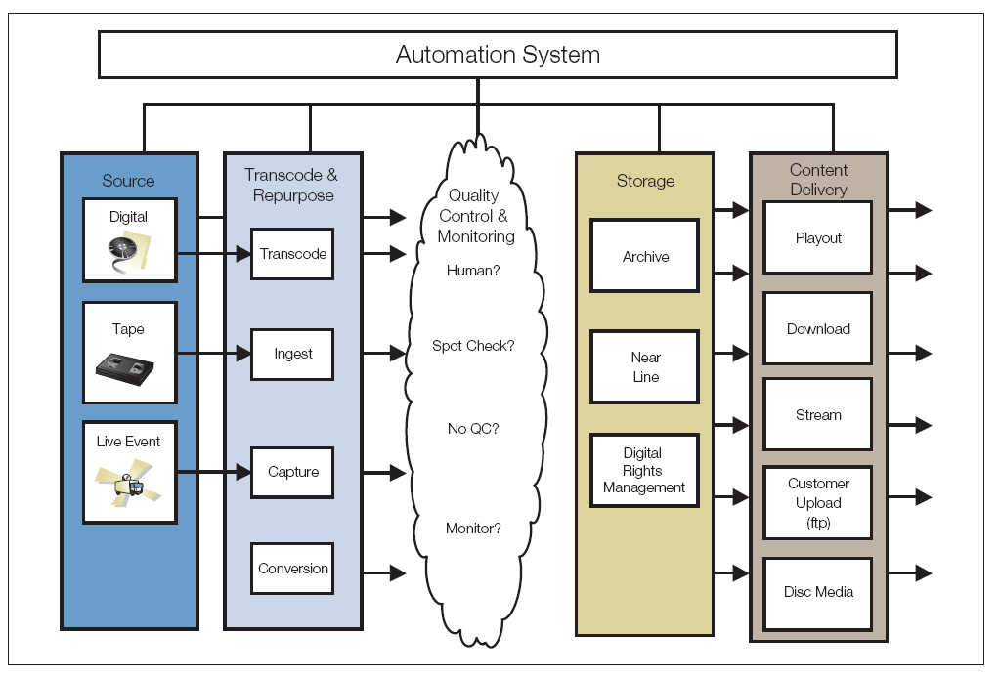 Automation System
Source
Digital
Tape
Live Event
Transcode &
Repurpose
Transcode
Ingest
Capture
Conversion
Quality
Control &
Monitoring
Human?
Spot Check?
No QC?
Monitor?
Storage
Archive
Near
Line
Digital
Rights
Management
Content
Delivery
Playout
Download
Stream
Customer
Upload
(ftp)
Disc Media